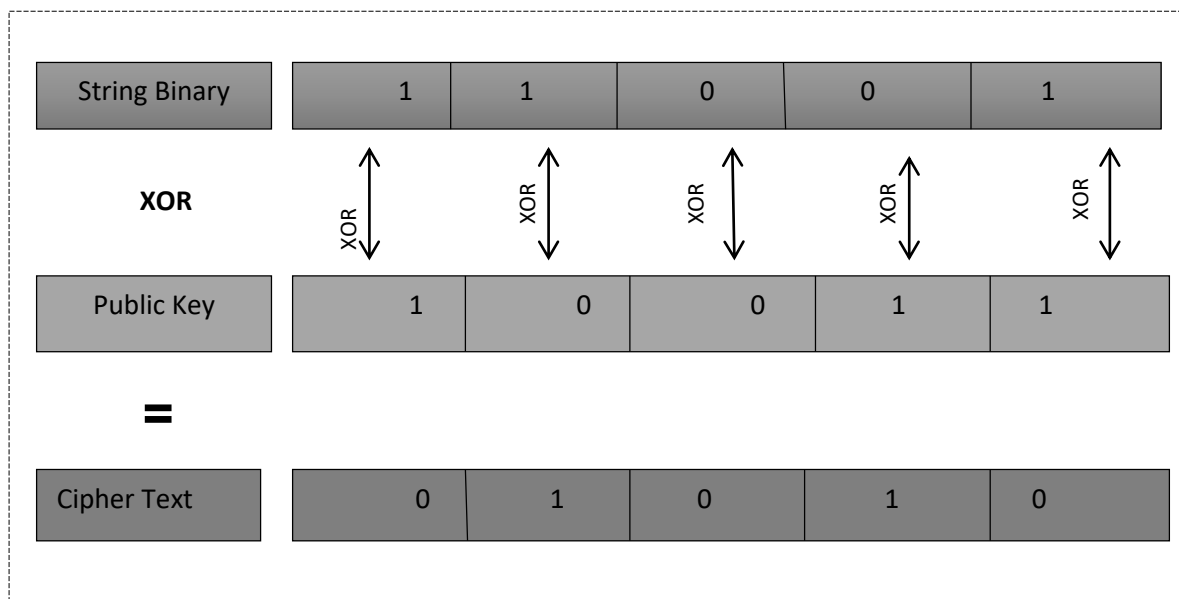 String Binary 1 1 0 0 1
XOR XOR XOR XOR XOR XOR
Public Key 1 0 0 1 1
=
Cipher Text 0 1 0 1 0